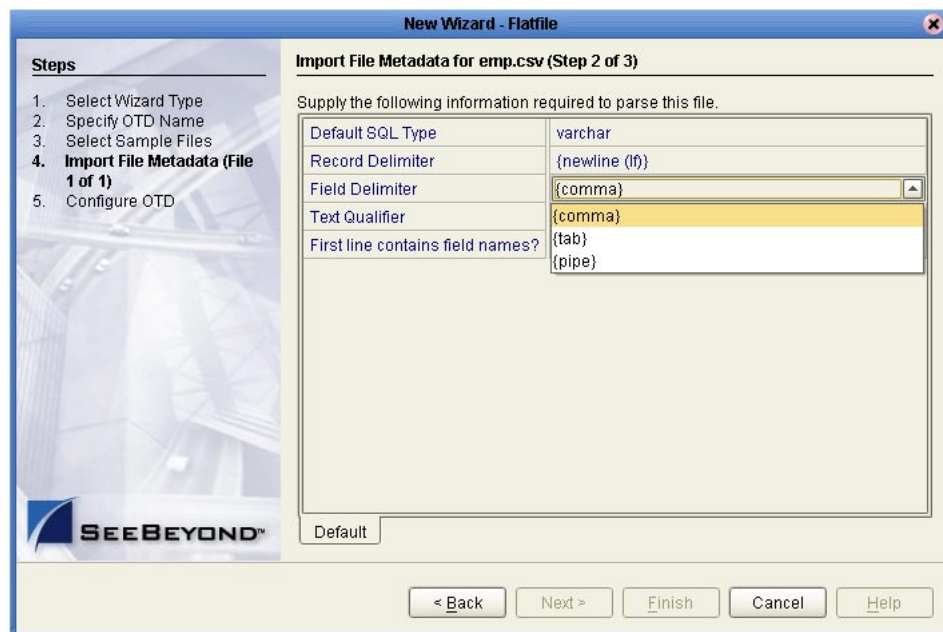 New Wizard - Flatfile
Steps
1. Select Wizard Type
2. Specify OTD Name
3. Select Sample Files
4. Import File Metadata (File
1 of 1)
5. Configure OTD
Import File Metadata for emp.csv (Step 2 of 3)
Supply the following information required to parse this file.
Default SQL Type varchar
Record Delimiter {newline (lf)}
Field Delimiter {comma}
Text Qualifier {comma}
{tab}
First line contains field names?
{pipe}
SEEBEYOND™
Default
< Back Next > Finish Cancel Help